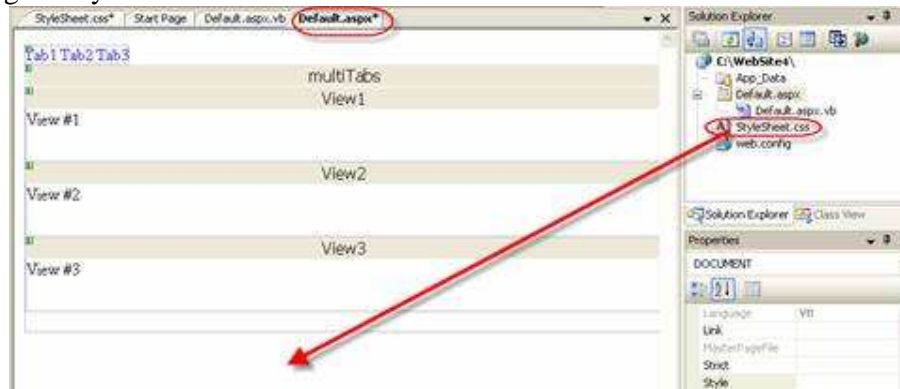 StyleSheet.css* Start Page Default.aspx.vb Default.aspx*
Tab1 Tab2 Tab3
multiTabs
View1
View #1
View2
View #2
View3
View #3
Solution Explorer
C:\WebSite4\
App_Data
Default.aspx
Default.aspx.vb
StyleSheet.css
web.config
Solution Explorer Class View
Properties
DOCUMENT
Language VB
Link
MasterPageFile
Strict
Style